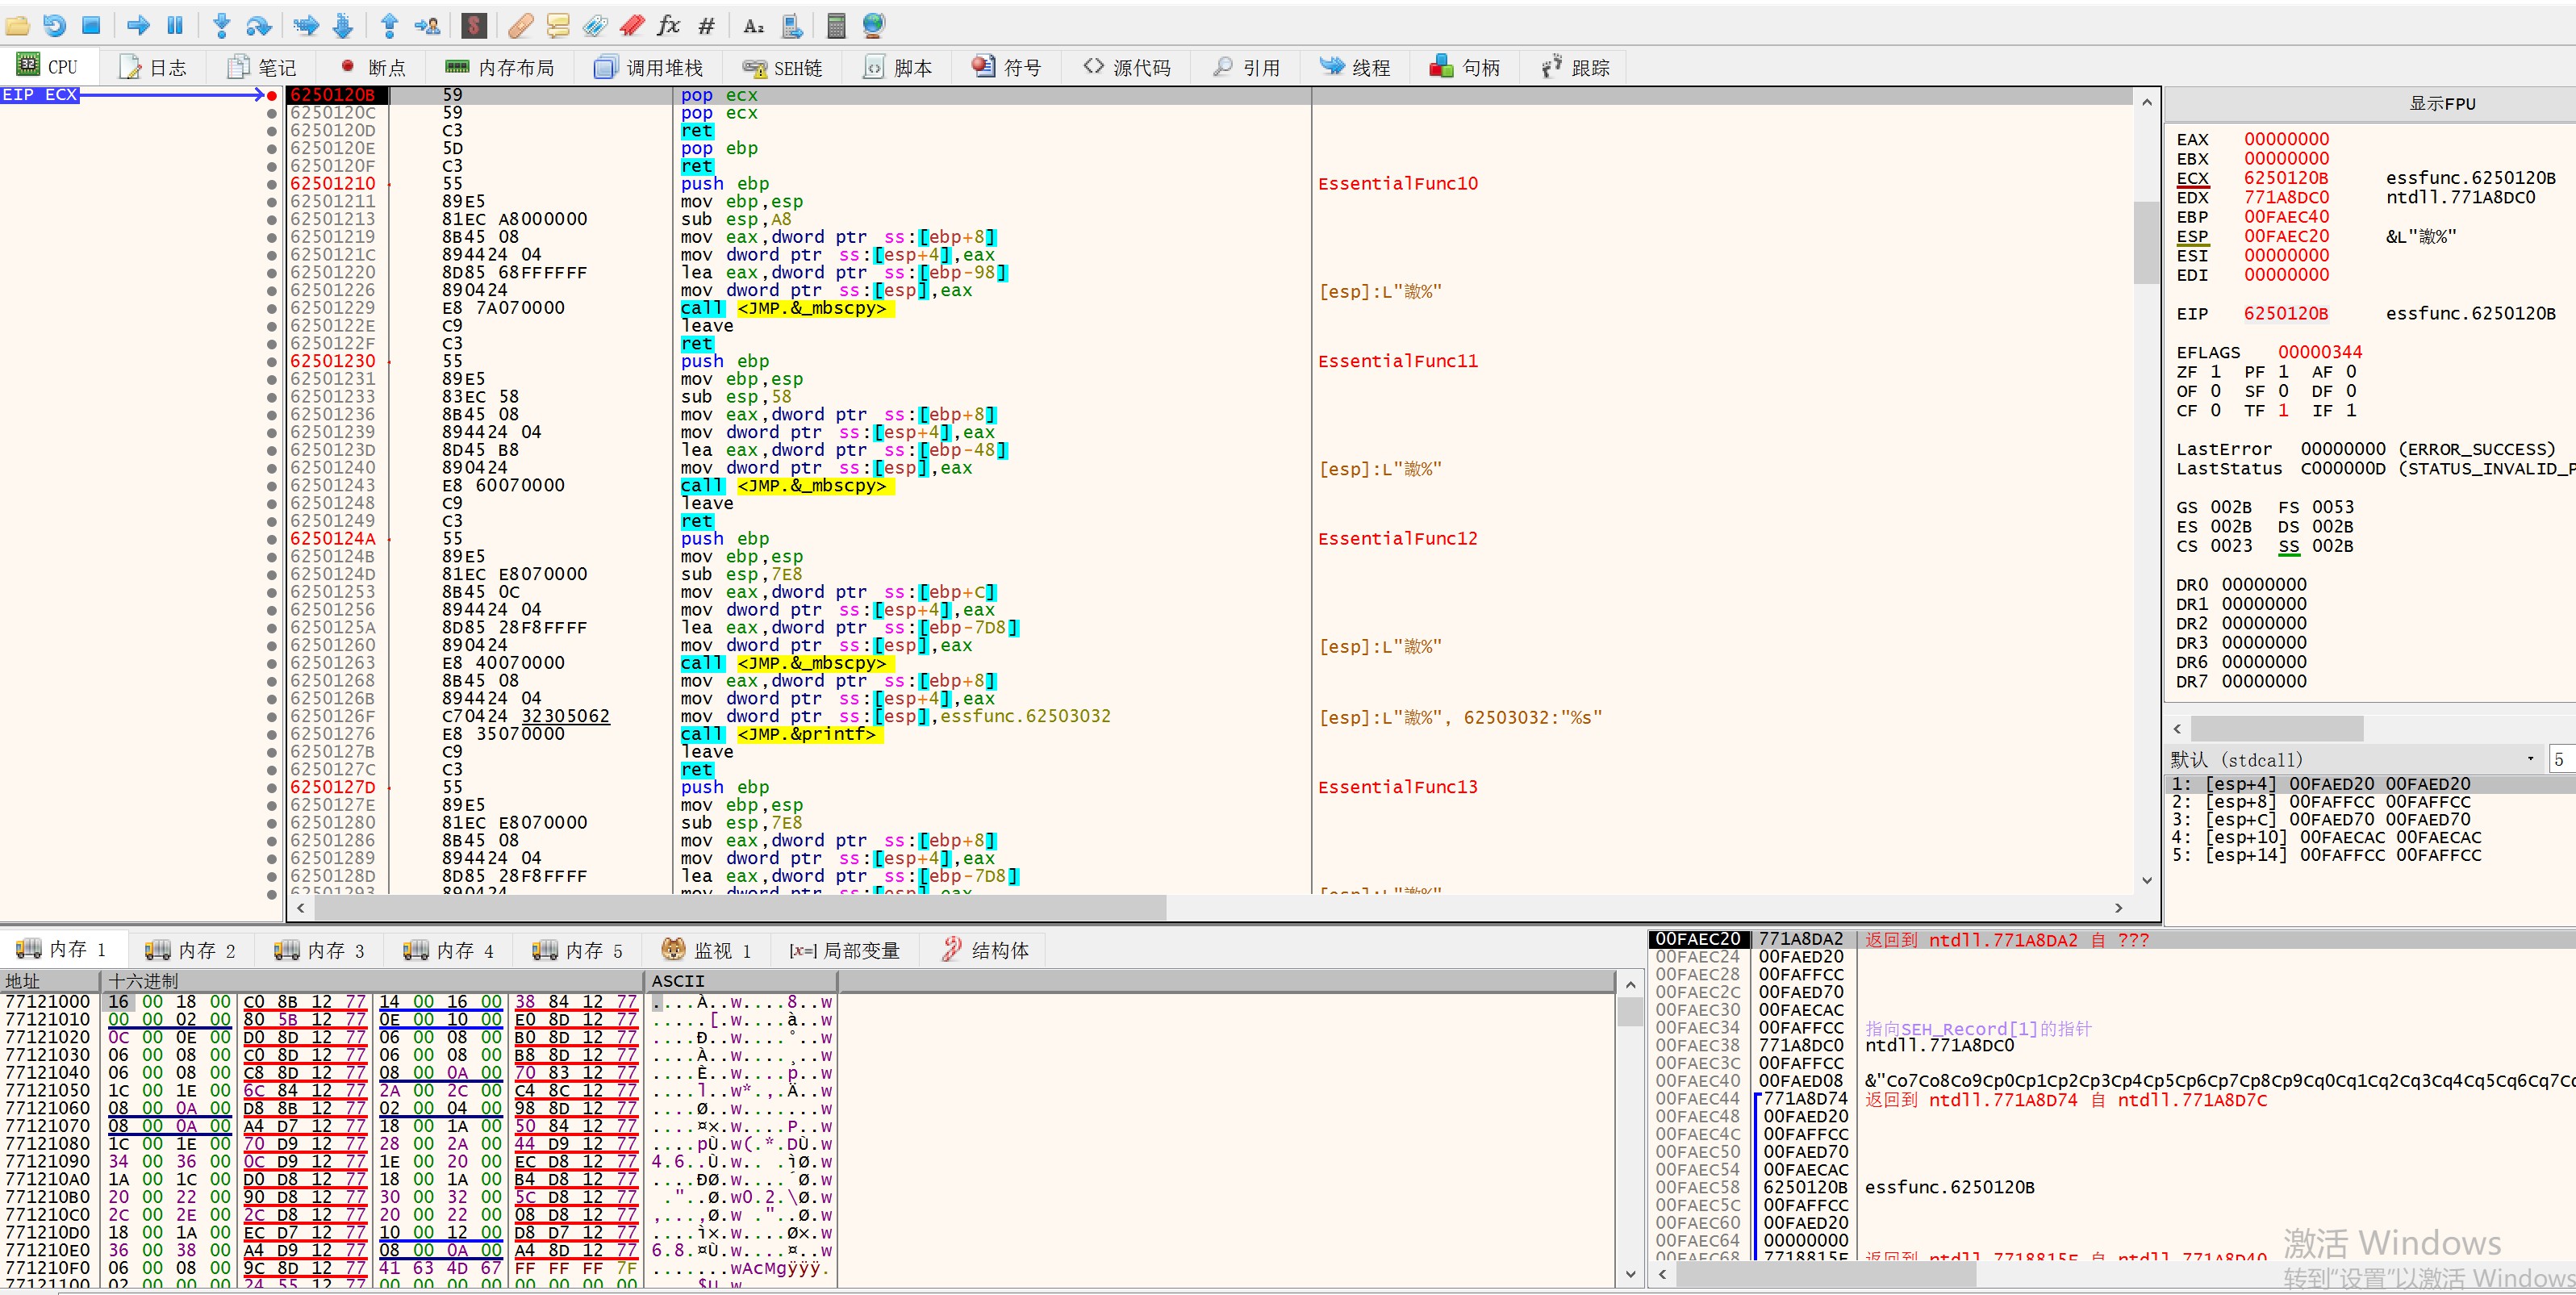 CPU 日志 笔记 断点 内存布局 调用堆栈 SEH链 脚本 符号 源代码 引用 线程 句柄 跟踪
EIP ECX
6250120B 59 pop ecx
6250120C 59 pop ecx
6250120D C3 ret
6250120E 5D pop ebp
6250120F C3 ret
62501210 55 push ebp EssentialFunc10
62501211 89E5 mov ebp,esp
62501213 81EC A8000000 sub esp,A8
62501219 8B45 08 mov eax,dword ptr ss:[ebp+8]
6250121C 894424 04 mov dword ptr ss:[esp+4],eax
62501220 8D85 68FFFFFF lea eax,dword ptr ss:[ebp-98]
62501226 890424 mov dword ptr ss:[esp],eax [esp]:L"譤%"
62501229 E8 7A070000 call <JMP.&_mbscpy>
6250122E C9 leave
6250122F C3 ret
62501230 55 push ebp EssentialFunc11
62501231 89E5 mov ebp,esp
62501233 83EC 58 sub esp,58
62501236 8B45 08 mov eax,dword ptr ss:[ebp+8]
62501239 894424 04 mov dword ptr ss:[esp+4],eax
6250123D 8D45 B8 lea eax,dword ptr ss:[ebp-48]
62501240 890424 mov dword ptr ss:[esp],eax [esp]:L"譤%"
62501243 E8 60070000 call <JMP.&_mbscpy>
62501248 C9 leave
62501249 C3 ret
6250124A 55 push ebp EssentialFunc12
6250124B 89E5 mov ebp,esp
6250124D 81EC E8070000 sub esp,7E8
62501253 8B45 0C mov eax,dword ptr ss:[ebp+C]
62501256 894424 04 mov dword ptr ss:[esp+4],eax
6250125A 8D85 28F8FFFF lea eax,dword ptr ss:[ebp-7D8]
62501260 890424 mov dword ptr ss:[esp],eax [esp]:L"譤%"
62501263 E8 40070000 call <JMP.&_mbscpy>
62501268 8B45 08 mov eax,dword ptr ss:[ebp+8]
6250126B 894424 04 mov dword ptr ss:[esp+4],eax
6250126F C70424 32305062 mov dword ptr ss:[esp],essfunc.62503032 [esp]:L"譤%", 62503032:"%s"
62501276 E8 35070000 call <JMP.&printf>
6250127B C9 leave
6250127C C3 ret
6250127D 55 push ebp EssentialFunc13
6250127E 89E5 mov ebp,esp
62501280 81EC E8070000 sub esp,7E8
62501286 8B45 08 mov eax,dword ptr ss:[ebp+8]
62501289 894424 04 mov dword ptr ss:[esp+4],eax
6250128D 8D85 28F8FFFF lea eax,dword ptr ss:[ebp-7D8]
62501293 890424 mov dword ptr ss:[esp],eax
显示FPU
EAX 00000000
EBX 00000000
ECX 6250120B essfunc.6250120B
EDX 771A8DC0 ntdll.771A8DC0
EBP 00FAEC40
ESP 00FAEC20 &L"譤%"
ESI 00000000
EDI 00000000
EIP 6250120B essfunc.6250120B
EFLAGS 00000344
ZF 1 PF 1 AF 0
OF 0 SF 0 DF 0
CF 0 TF 1 IF 1
LastError 00000000 (ERROR_SUCCESS)
LastStatus C000000D (STATUS_INVALID_P
GS 002B FS 0053
ES 002B DS 002B
CS 0023 SS 002B
DR0 00000000
DR1 00000000
DR2 00000000
DR3 00000000
DR6 00000000
DR7 00000000
默认 (stdcall) 5
1: [esp+4] 00FAED20 00FAED20
2: [esp+8] 00FAFFCC 00FAFFCC
3: [esp+C] 00FAED70 00FAED70
4: [esp+10] 00FAECAC 00FAECAC
5: [esp+14] 00FAFFCC 00FAFFCC
内存 1 内存 2 内存 3 内存 4 内存 5 监视 1 [x=] 局部变量 结构体
地址 十六进制 ASCII
77121000 16 00 18 00 C0 8B 12 77 14 00 16 00 38 84 12 77 ....À..w....8..w
77121010 00 00 02 00 80 5B 12 77 0E 00 10 00 E0 8D 12 77 .....[.w....à..w
77121020 0C 00 0E 00 D0 8D 12 77 06 00 08 00 B0 8D 12 77 ....Ð..w....°..w
77121030 06 00 08 00 C0 8D 12 77 06 00 08 00 B8 8D 12 77 ....À..w....¸..w
77121040 06 00 08 00 C8 8D 12 77 08 00 0A 00 70 83 12 77 ....È..w....p..w
77121050 1C 00 1E 00 6C 84 12 77 2A 00 2C 00 C4 8C 12 77 ....l..w*.,.Ä..w
77121060 08 00 0A 00 D8 8B 12 77 02 00 04 00 98 8D 12 77 ....Ø..w.......w
77121070 08 00 0A 00 A4 D7 12 77 18 00 1A 00 50 84 12 77 ....¤×.w....P..w
77121080 1C 00 1E 00 70 D9 12 77 28 00 2A 00 44 D9 12 77 ....pÙ.w(.*.DÙ.w
77121090 34 00 36 00 0C D9 12 77 1E 00 20 00 EC D8 12 77 4.6..Ù.w.. .ìØ.w
771210A0 1A 00 1C 00 D0 D8 12 77 18 00 1A 00 B4 D8 12 77 ....ÐØ.w....´Ø.w
771210B0 20 00 22 00 90 D8 12 77 30 00 32 00 5C D8 12 77 ."..Ø.w0.2.\Ø.w
771210C0 2C 00 2E 00 2C D8 12 77 20 00 22 00 08 D8 12 77 ,...,Ø.w ."..Ø.w
771210D0 18 00 1A 00 EC D7 12 77 10 00 12 00 D8 D7 12 77 ....ì×.w....Ø×.w
771210E0 36 00 38 00 A4 D9 12 77 08 00 0A 00 A4 8D 12 77 6.8.¤Ù.w....¤..w
771210F0 06 00 08 00 9C 8D 12 77 41 63 4D 67 FF FF FF 7F .......wAcMgÿÿÿ.
77121100 02 00 00 00 24 55 12 77 00 00 00 00 00 00 00 00 $U w
00FAEC20 771A8DA2 返回到 ntdll.771A8DA2 自 ???
00FAEC24 00FAED20
00FAEC28 00FAFFCC
00FAEC2C 00FAED70
00FAEC30 00FAECAC
00FAEC34 00FAFFCC 指向SEH_Record[1]的指针
00FAEC38 771A8DC0 ntdll.771A8DC0
00FAEC3C 00FAFFCC
00FAEC40 00FAED08 &"Co7Co8Co9Cp0Cp1Cp2Cp3Cp4Cp5Cp6Cp7Cp8Cp9Cq0Cq1Cq2Cq3Cq4Cq5Cq6Cq7Cq
00FAEC44 771A8D74 返回到 ntdll.771A8D74 自 ntdll.771A8D7C
00FAEC48 00FAED20
00FAEC4C 00FAFFCC
00FAEC50 00FAED70
00FAEC54 00FAECAC
00FAEC58 6250120B essfunc.6250120B
00FAEC5C 00FAFFCC
00FAEC60 00FAED20
00FAEC64 00000000
00FAEC68 7718815E 返回到 ntdll.7718815E 自 ntdll.771A8D40
激活 Windows
转到"设置"以激活 Windows